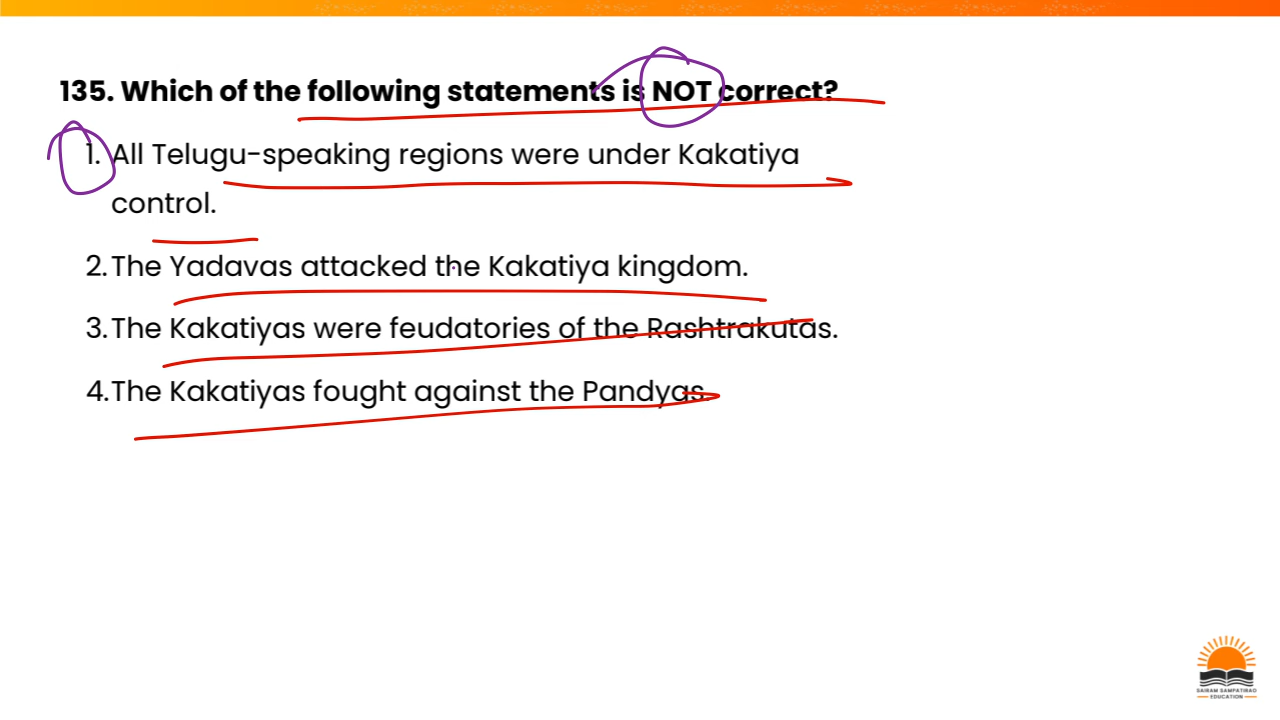 135. Which of the following statements is NOT correct?
1. All Telugu-speaking regions were under Kakatiya
control.
2. The Yadavas attacked the Kakatiya kingdom.
3. The Kakatiyas were feudatories of the Rashtrakutas.
4. The Kakatiyas fought against the Pandyas.
SAIRAM SAMPATIRAO
EDUCATION